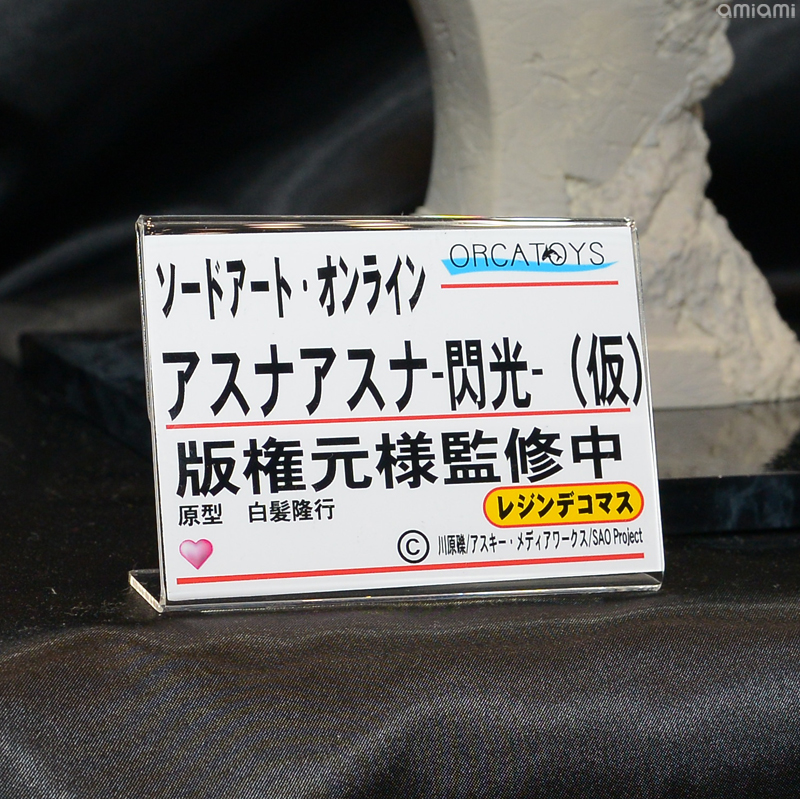 amiami
ORCATOYS
ソードアート・オンライン
アスナアスナ-閃光-（仮）
版権元様監修中
原型　白髪隆行
レジンデコマス
© 川原礫/アスキー・メディアワークス/SAO Project